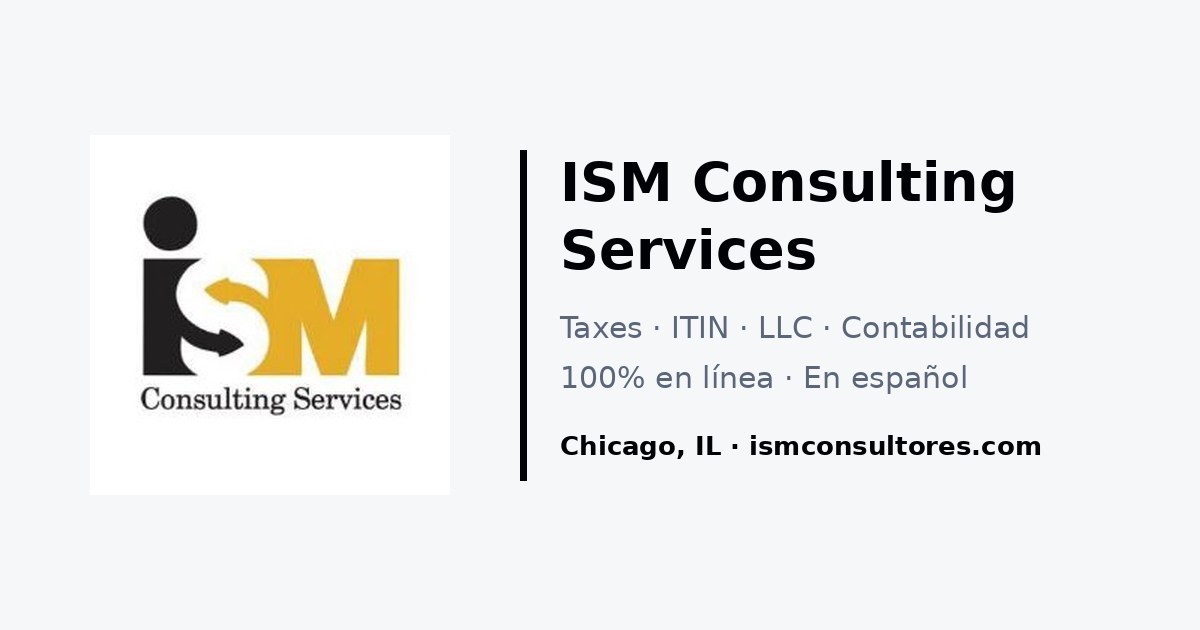 iSM
Consulting Services
ISM Consulting
Services
Taxes · ITIN · LLC · Contabilidad
100% en línea · En español
Chicago, IL · ismconsultores.com